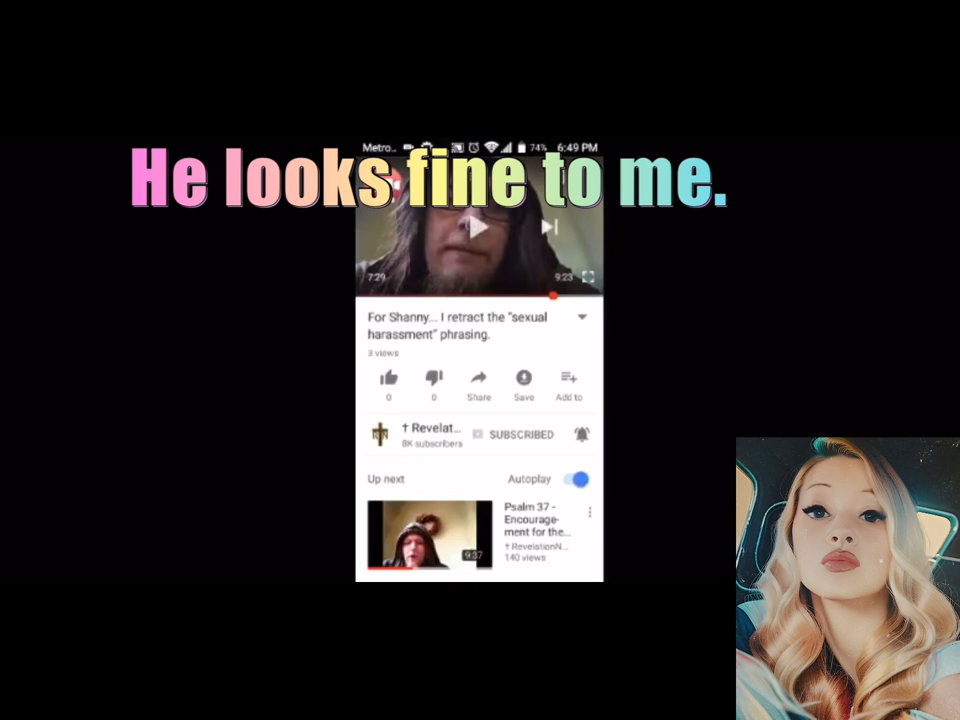 Metro... 74% 6:49 PM
He looks fine to me.
7:29 9:23
For Shanny... I retract the "sexual
harassment" phrasing.
3 views
0 0 Share Save Add to
† Revelat... SUBSCRIBED
8K subscribers
Up next Autoplay
Psalm 37 -
Encourage-
ment for the...
† RevelationN...
9:37 140 views